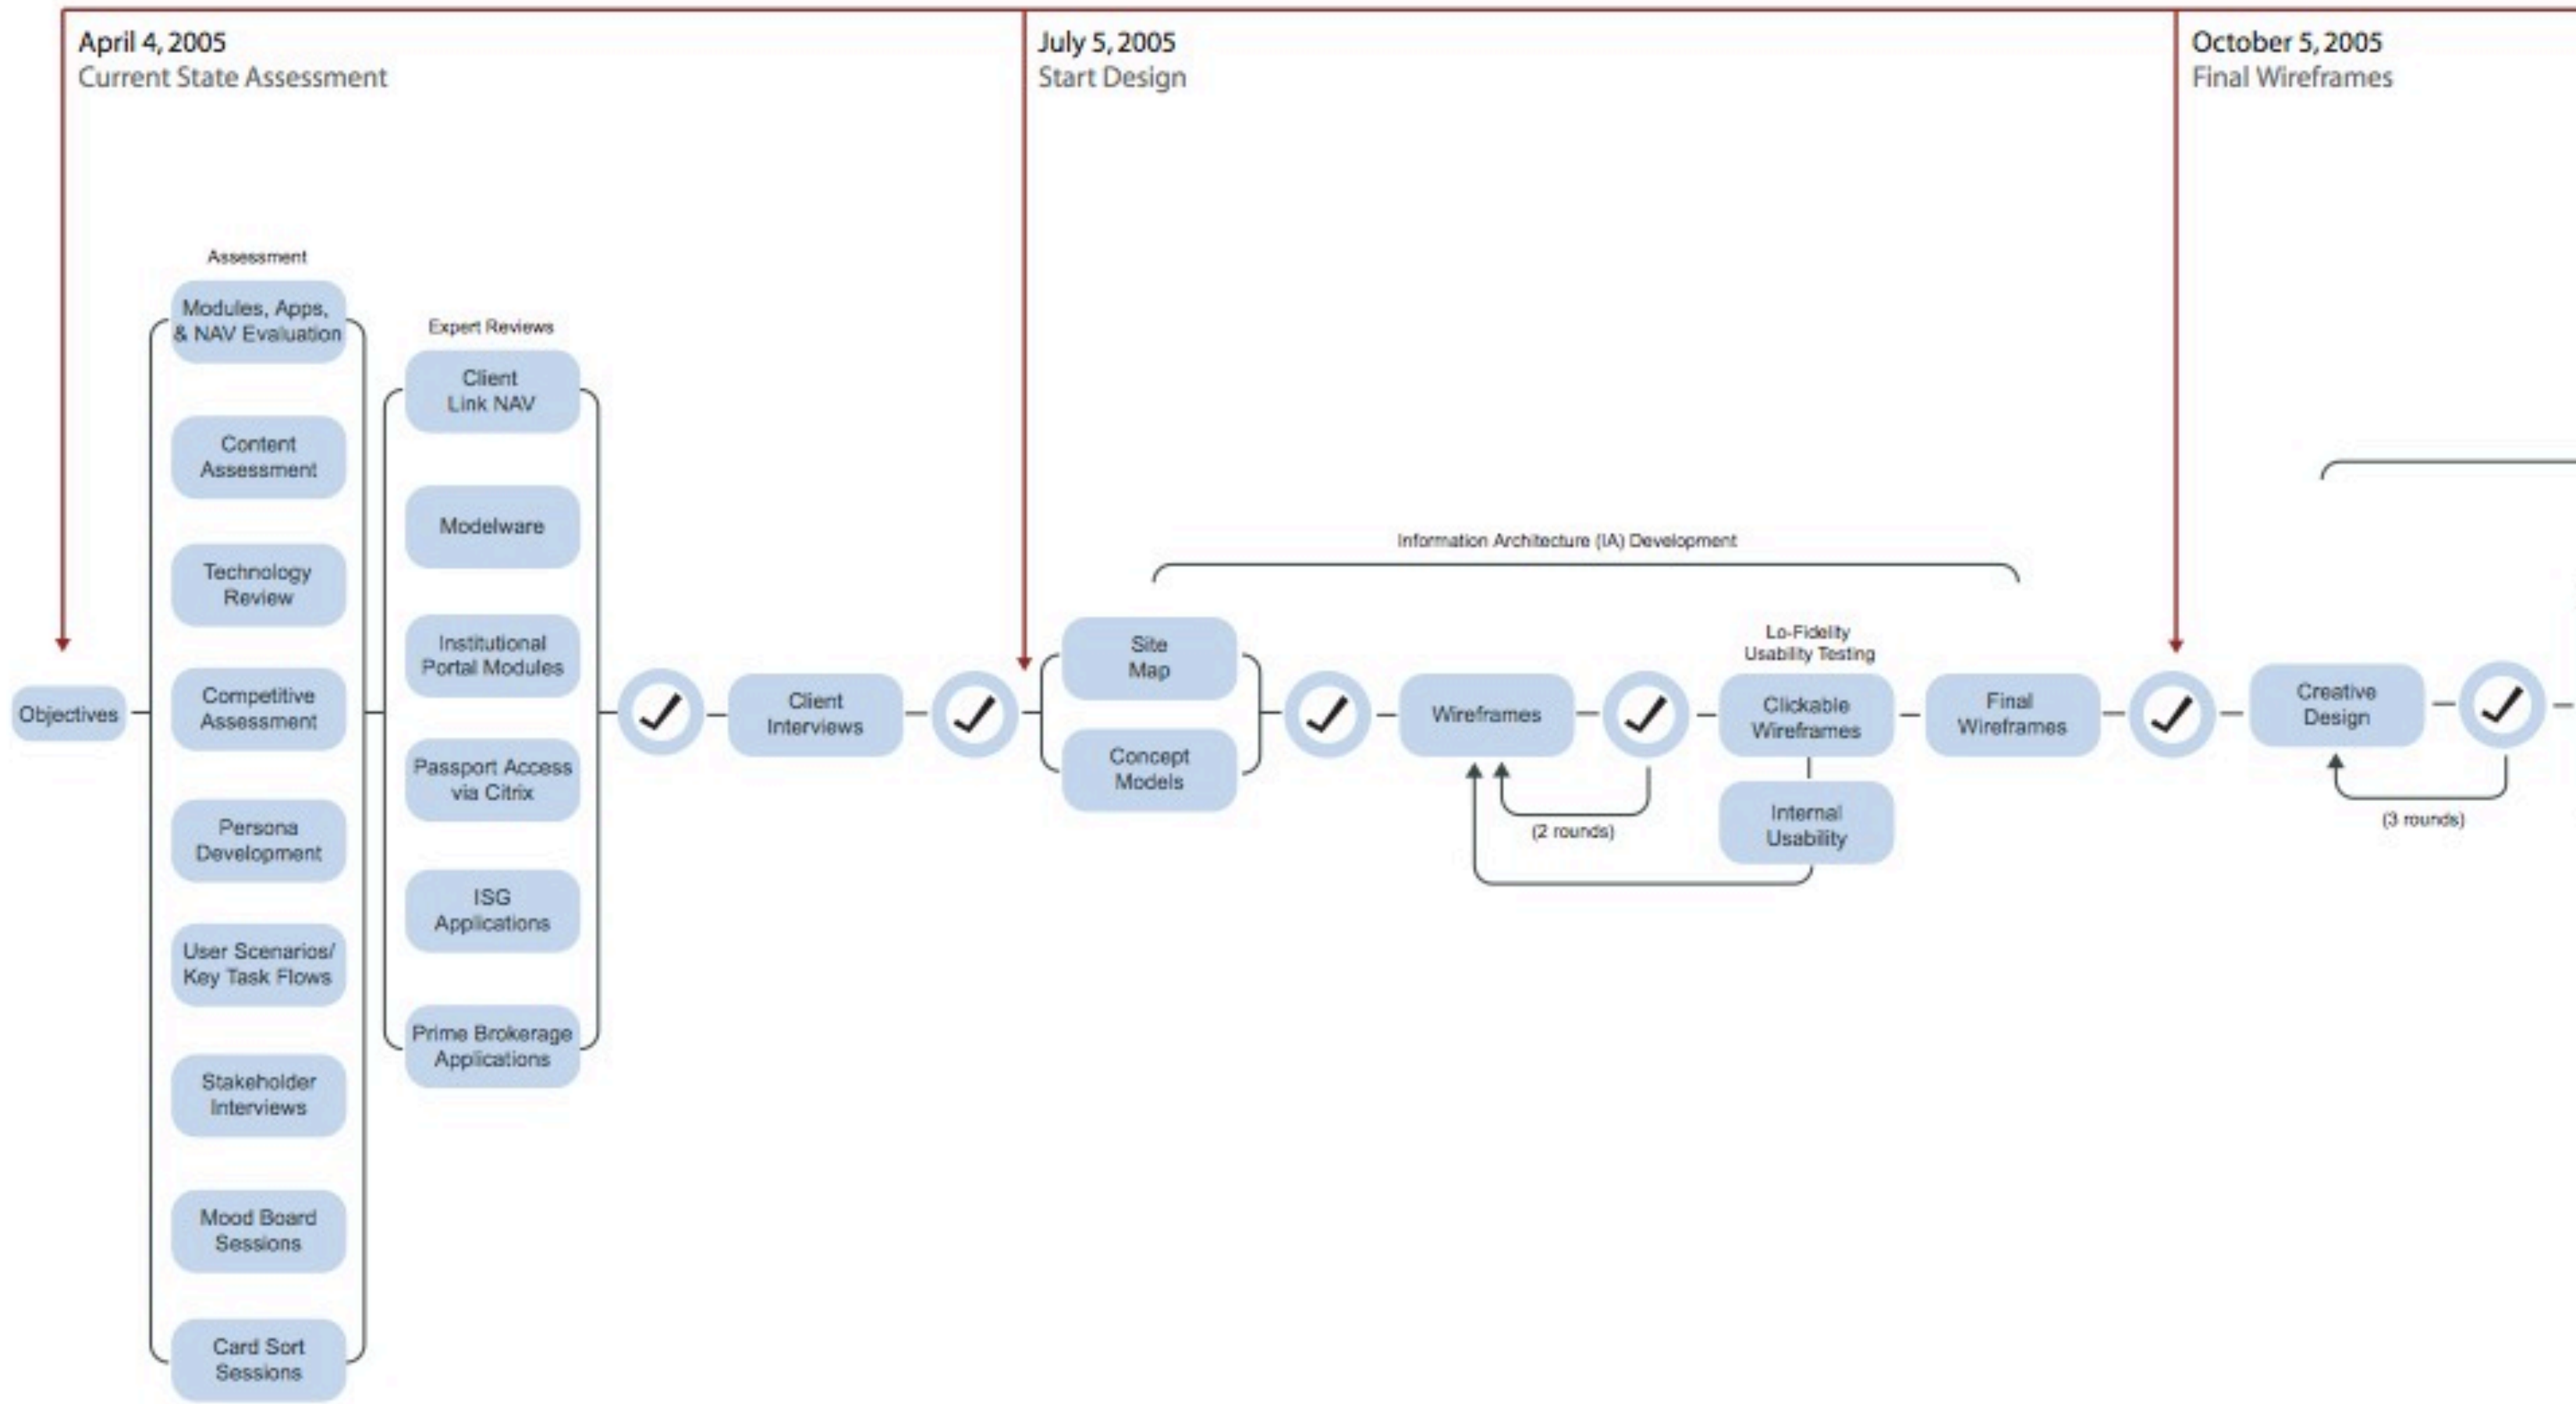 April 4, 2005
Current State Assessment
July 5, 2005
Start Design
October 5, 2005
Final Wireframes
Objectives
Assessment
Modules, Apps,
& NAV Evaluation
Content
Assessment
Technology
Review
Competitive
Assessment
Persona
Development
User Scenarios/
Key Task Flows
Stakeholder
Interviews
Mood Board
Sessions
Card Sort
Sessions
Expert Reviews
Client
Link NAV
Modelware
Institutional
Portal Modules
Passport Access
via Citrix
ISG
Applications
Prime Brokerage
Applications
Client
Interviews
Information Architecture (IA) Development
Site
Map
Concept
Models
Wireframes
(2 rounds)
Lo-Fidelity
Usability Testing
Clickable
Wireframes
Internal
Usability
Final
Wireframes
Creative
Design
(3 rounds)